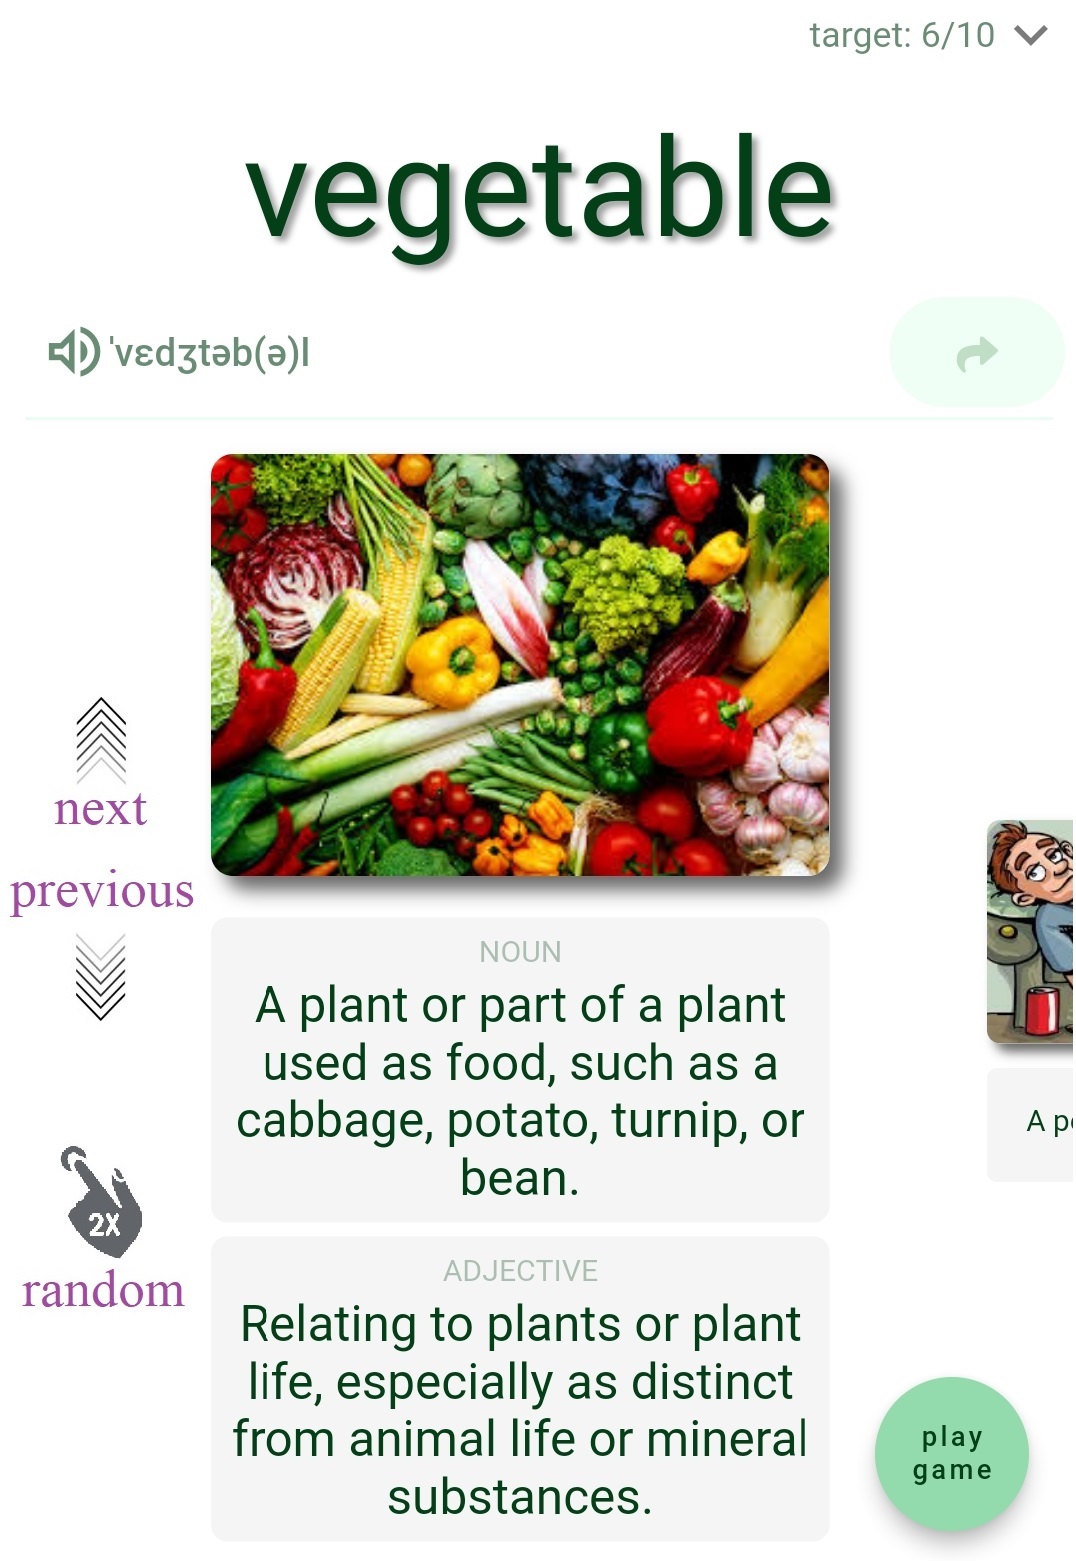 target: 6/10
vegetable
ˈvɛdʒtəb(ə)l
next
previous
2X
random
NOUN
A plant or part of a plant
used as food, such as a
cabbage, potato, turnip, or
bean.
ADJECTIVE
Relating to plants or plant
life, especially as distinct
from animal life or mineral
substances.
A
play
game